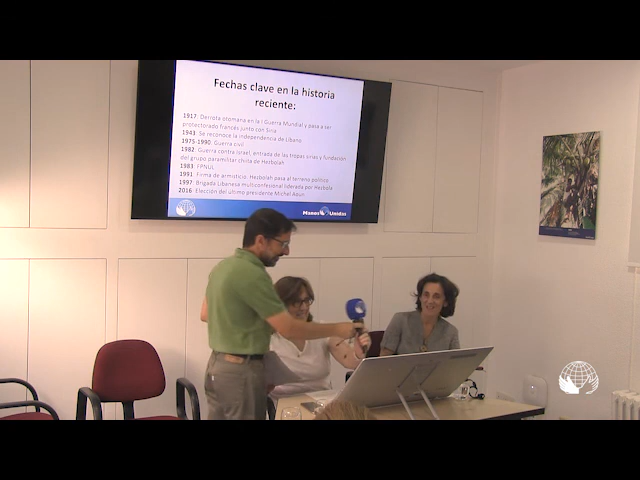 Fechas clave en la historia
reciente:
1917: Derrota otomana en la I Guerra Mundial y pasa a ser
protectorado francés junto con Siria
1941: Se reconoce la independencia de Líbano
1975-1990: Guerra civil
1982: Guerra contra Israel, entrada de las tropas sirias y fundación
del grupo paramilitar chiita de Hezbolah
1983: FPNUL
1991: Firma de armisticio. Hezbolah pasa al terreno político
1997: Brigada Libanesa multiconfesional liderada por Hezbola
2016: Elección del último presidente Michel Aoun
Manos Unidas